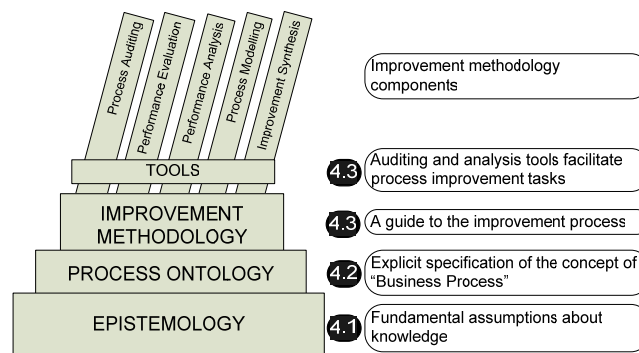 Process Auditing
Performance Evaluation
Performance Analysis
Process Modelling
Improvement Synthesis
Improvement methodology
components
TOOLS
4.3
Auditing and analysis tools facilitate
process improvement tasks
IMPROVEMENT
METHODOLOGY
4.3
A guide to the improvement process
PROCESS ONTOLOGY
4.2
Explicit specification of the concept of
“Business Process”
EPISTEMOLOGY
4.1
Fundamental assumptions about
knowledge